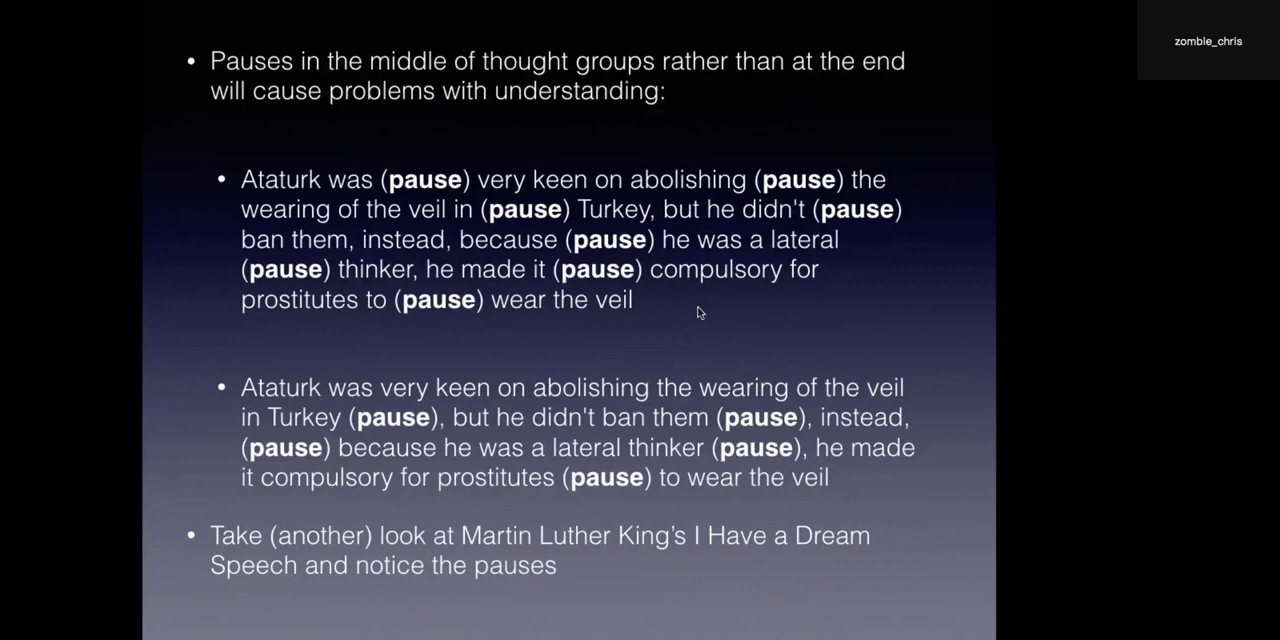 zombie_chris
• Pauses in the middle of thought groups rather than at the end
will cause problems with understanding:
• Ataturk was (pause) very keen on abolishing (pause) the
wearing of the veil in (pause) Turkey, but he didn't (pause)
ban them, instead, because (pause) he was a lateral
(pause) thinker, he made it (pause) compulsory for
prostitutes to (pause) wear the veil
• Ataturk was very keen on abolishing the wearing of the veil
in Turkey (pause), but he didn't ban them (pause), instead,
(pause) because he was a lateral thinker (pause), he made
it compulsory for prostitutes (pause) to wear the veil
• Take (another) look at Martin Luther King’s I Have a Dream
Speech and notice the pauses